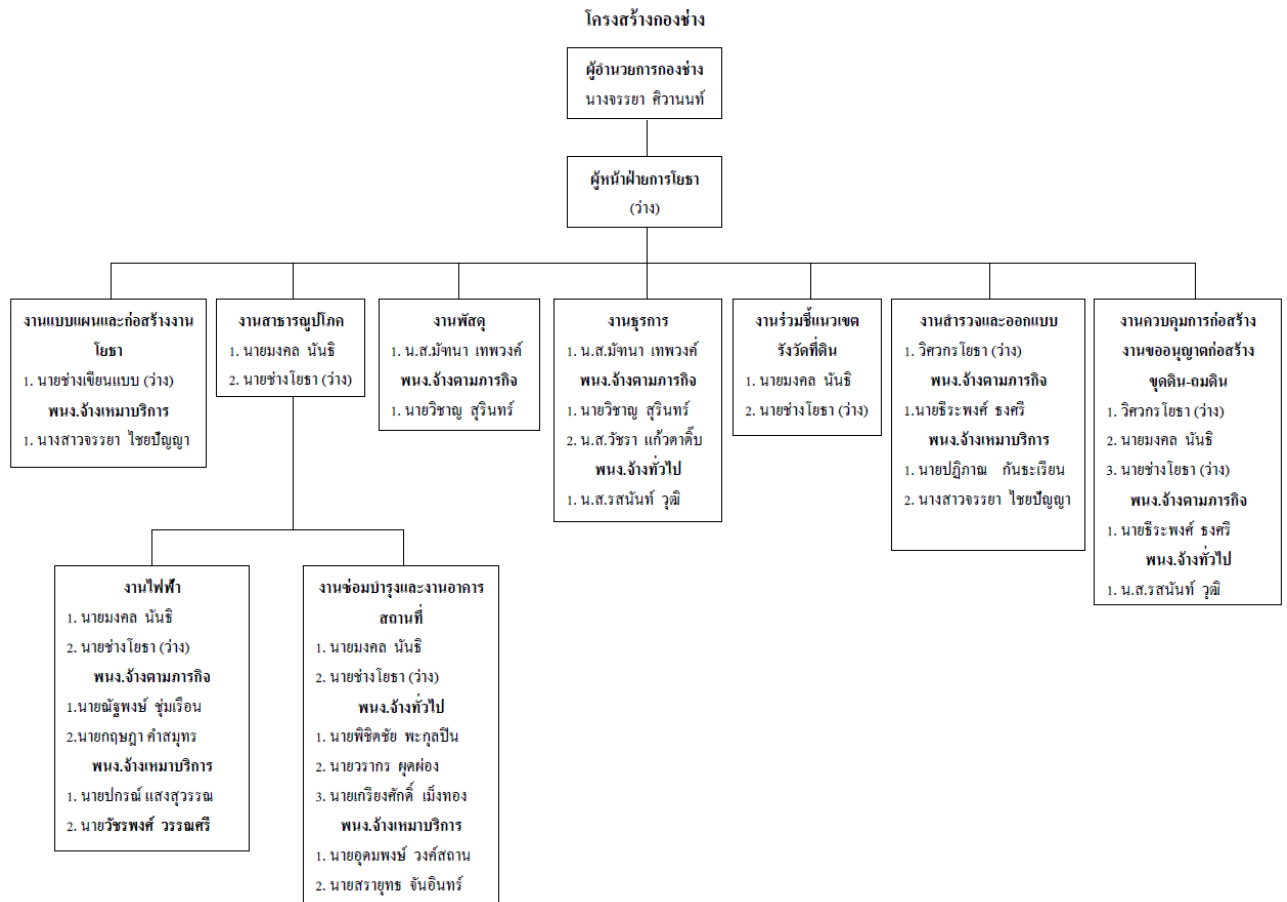 โครงสร้างกองช่าง
ผู้อำนวยการกองช่าง
นางจรรยา ศิวานนท์
ผู้หน้าฝ่ายการโยธา
(ว่าง)
งานแบบแผนและก่อสร้างงาน
โยธา
1. นายช่างเขียนแบบ (ว่าง)
พนง.จ้างเหมาบริการ
1. นางสาวจรรยา ไชยปัญญา
งานสาธารณูปโภค
1. นายมงคล นันธิ
2. นายช่างโยธา (ว่าง)
งานพัสดุ
1. น.ส.มัฑนา เทพวงค์
พนง.จ้างตามภารกิจ
1. นายวิชาญ สุรินทร์
งานธุรการ
1. น.ส.มัฑนา เทพวงค์
พนง.จ้างตามภารกิจ
1. นายวิชาญ สุรินทร์
2. น.ส.วัชรา แก้วตาดิ๊บ
พนง.จ้างทั่วไป
1. น.ส.รสนันท์ วุฒิ
งานร่วมชี้แนวเขต
รังวัดที่ดิน
1. นายมงคล นันธิ
2. นายช่างโยธา (ว่าง)
งานสำรวจและออกแบบ
1. วิศวกรโยธา (ว่าง)
พนง.จ้างตามภารกิจ
1.นายธีระพงศ์ ธงศรี
พนง.จ้างเหมาบริการ
1. นายปฏิภาณ กันธะเรียน
2. นางสาวจรรยา ไชยปัญญา
งานควบคุมการก่อสร้าง
งานขออนุญาตก่อสร้าง
ขุดดิน-ถมดิน
1. วิศวกรโยธา (ว่าง)
2. นายมงคล นันธิ
3. นายช่างโยธา (ว่าง)
พนง.จ้างตามภารกิจ
1. นายธีระพงศ์ ธงศรี
พนง.จ้างทั่วไป
1. น.ส.รสนันท์ วุฒิ
งานไฟฟ้า
1. นายมงคล นันธิ
2. นายช่างโยธา (ว่าง)
พนง.จ้างตามภารกิจ
1.นายณัฐพงษ์ ชุ่มเรือน
2.นายกฤษฎา คำสมุทร
พนง.จ้างเหมาบริการ
1. นายปกรณ์ แสงสุวรรณ
2. นายวัชรพงศ์ วรรณศรี
งานซ่อมบำรุงและงานอาคาร
สถานที่
1. นายมงคล นันธิ
2. นายช่างโยธา (ว่าง)
พนง.จ้างทั่วไป
1. นายพิชิตชัย พะกุลปืน
2. นายวรากร ผุดผ่อง
3. นายเกรียงศักดิ์ เม็งทอง
พนง.จ้างเหมาบริการ
1. นายอุดมพงษ์ วงค์สถาน
2. นายสรายุทธ จันอินทร์